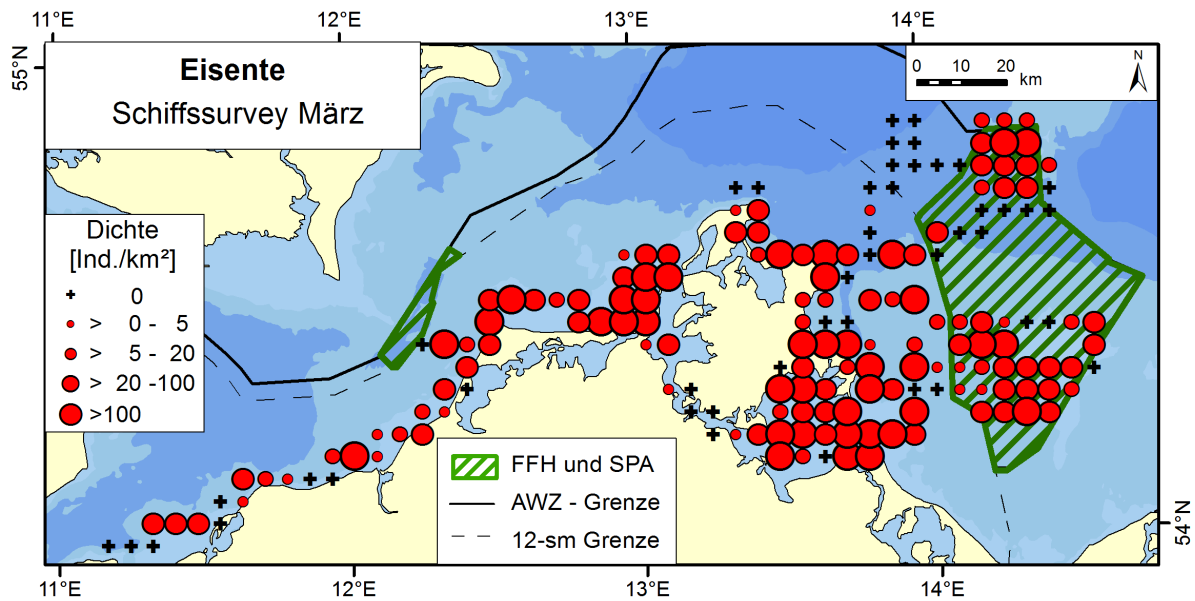 11°E 12°E 13°E 14°E
55°N
Eisente
Schiffssurvey März
N
0 10 20
km
Dichte
[Ind./km²]
0
> 0 - 5
> 5 - 20
> 20 -100
>100
FFH und SPA
AWZ - Grenze
12-sm Grenze
54°N
11°E 12°E 13°E 14°E